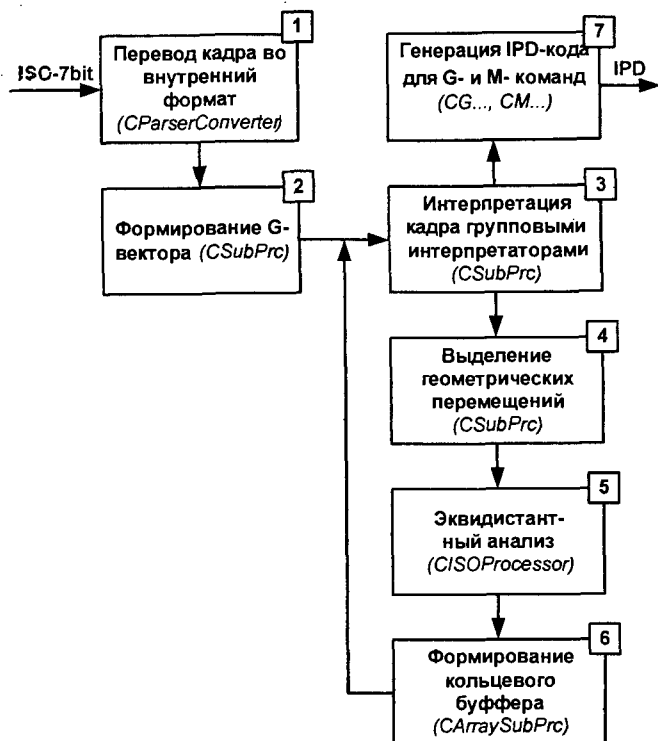 1
Перевод кадра во
внутренний
формат
(CParserConverter)
ISO-7bit
2
Формирование G-
вектора (CSubPrc)
7
Генерация IPD-кода
для G- и M- команд
(CG..., CM...)
IPD
3
Интерпретация
кадра групповыми
интерпретаторами
(CSubPrc)
4
Выделение
геометрических
перемещений
(CSubPrc)
5
Эквидистант-
ный анализ
(CISOProcessor)
6
Формирование
кольцевого
буффера
(CArraySubPrc)